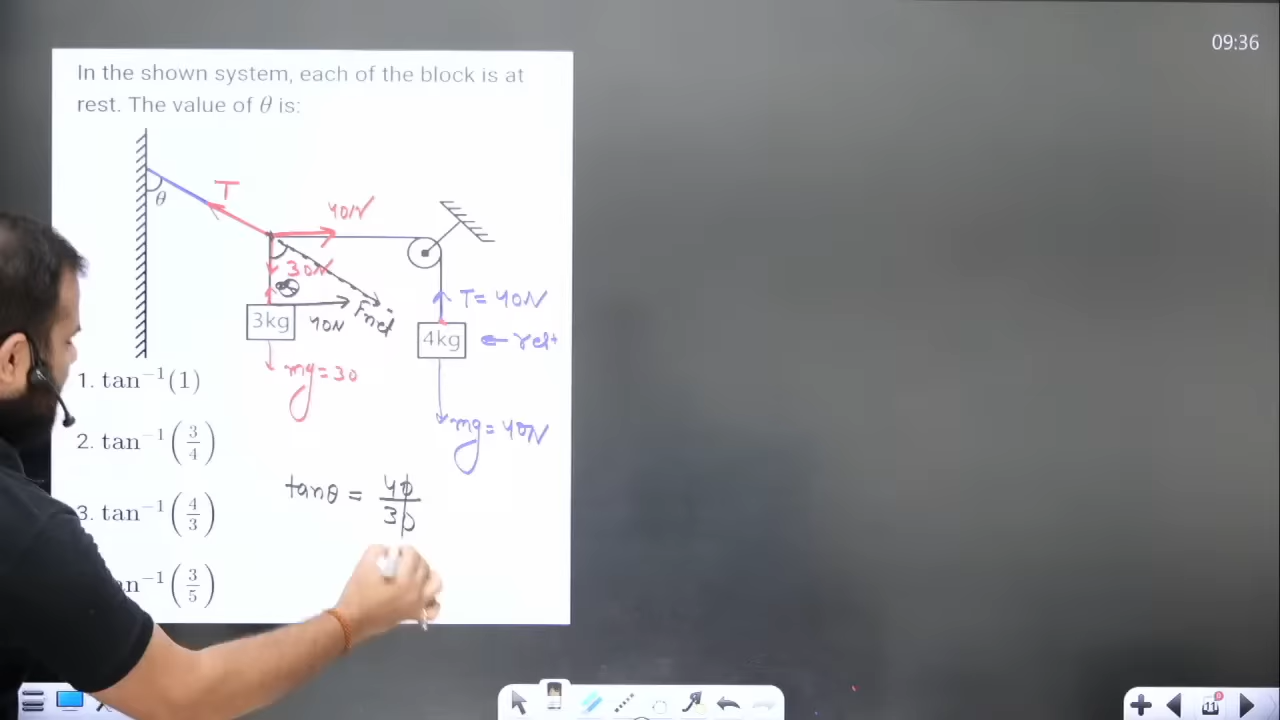 09:36
In the shown system, each of the block is at
rest. The value of θ is:
T
θ
40N
30N
3kg
40N
Fnet
T = 40N
4kg
← rest
mg = 30
mg = 40N
1. tan⁻¹(1)
2. tan⁻¹(3/4)
3. tan⁻¹(4/3)
n⁻¹(3/5)
tanθ = 40/30
11